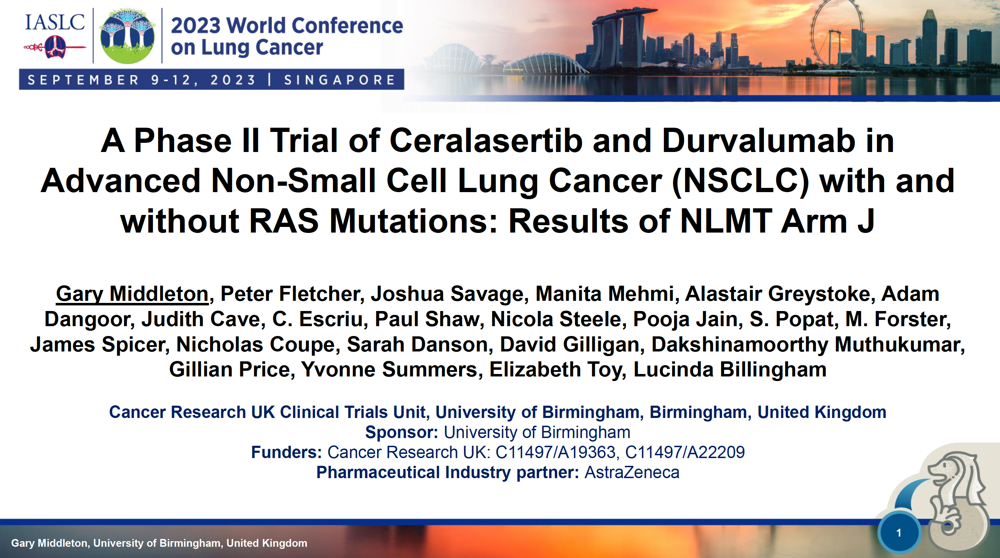 IASLC
2023 World Conference
on Lung Cancer
SEPTEMBER 9-12, 2023 | SINGAPORE
A Phase II Trial of Ceralasertib and Durvalumab in
Advanced Non-Small Cell Lung Cancer (NSCLC) with and
without RAS Mutations: Results of NLMT Arm J
Gary Middleton, Peter Fletcher, Joshua Savage, Manita Mehmi, Alastair Greystoke, Adam
Dangoor, Judith Cave, C. Escriu, Paul Shaw, Nicola Steele, Pooja Jain, S. Popat, M. Forster,
James Spicer, Nicholas Coupe, Sarah Danson, David Gilligan, Dakshinamoorthy Muthukumar,
Gillian Price, Yvonne Summers, Elizabeth Toy, Lucinda Billingham
Cancer Research UK Clinical Trials Unit, University of Birmingham, Birmingham, United Kingdom
Sponsor: University of Birmingham
Funders: Cancer Research UK: C11497/A19363, C11497/A22209
Pharmaceutical Industry partner: AstraZeneca
Gary Middleton, University of Birmingham, United Kingdom
1